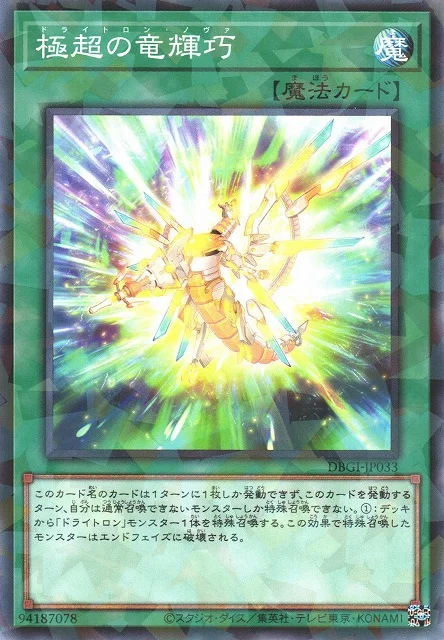 ドライトロン・ノヴァ
極超の竜輝巧
魔
まほう
【魔法カード】
DBGI-JP033
このカード名のカードは1ターンに1枚しか発動できず、このカードを発動する
ターン、自分は通常召喚できないモンスターしか特殊召喚できない。①:デッキ
から「ドライトロン」モンスター1体を特殊召喚する。この効果で特殊召喚した
モンスターはエンドフェイズに破壊される。
94187078
©スタジオ・ダイス/集英社・テレビ東京・KONAMI